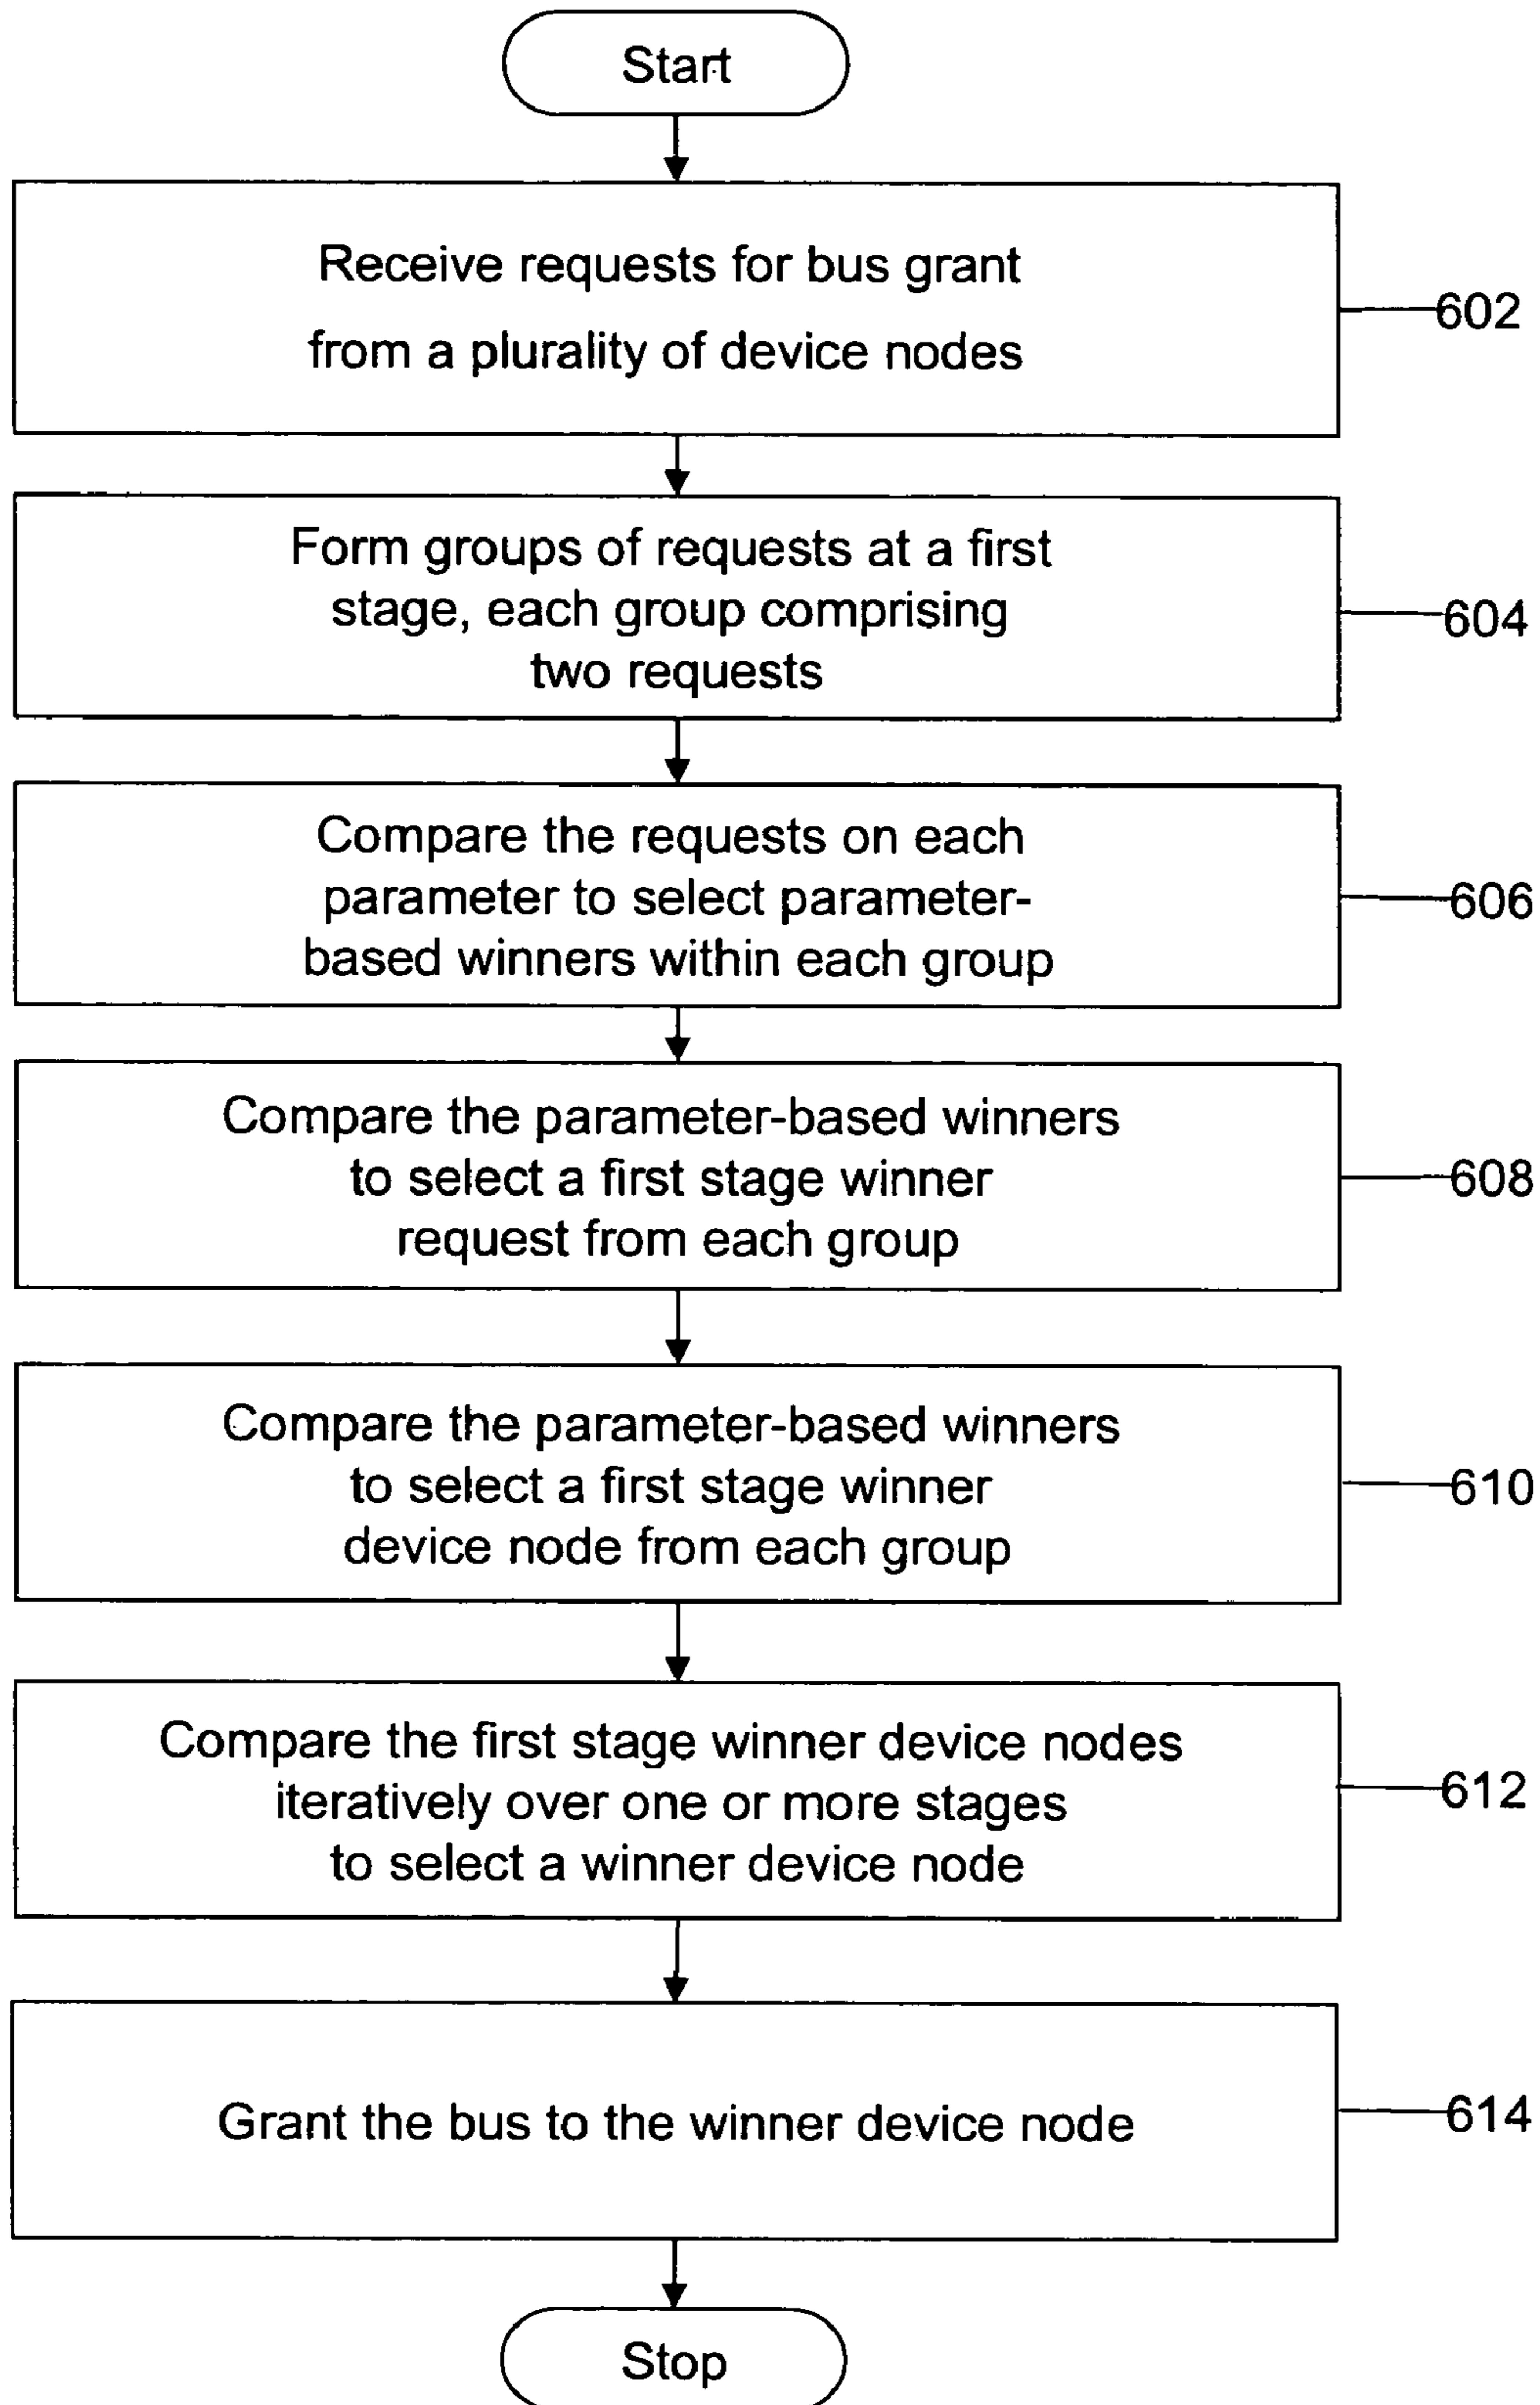 Start
Receive requests for bus grant
from a plurality of device nodes
602
Form groups of requests at a first
stage, each group comprising
two requests
604
Compare the requests on each
parameter to select parameter-
based winners within each group
606
Compare the parameter-based winners
to select a first stage winner
request from each group
608
Compare the parameter-based winners
to select a first stage winner
device node from each group
610
Compare the first stage winner device nodes
iteratively over one or more stages
to select a winner device node
612
Grant the bus to the winner device node
614
Stop